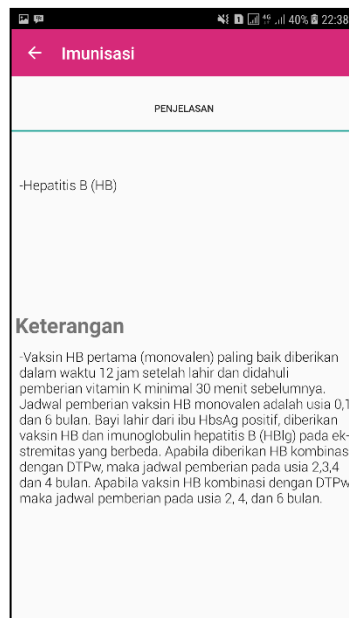 40% 22:38
Imunisasi
PENJELASAN
-Hepatitis B (HB)
Keterangan
-Vaksin HB pertama (monovalen) paling baik diberikan
dalam waktu 12 jam setelah lahir dan didahuli
pemberian vitamin K minimal 30 menit sebelumnya.
Jadwal pemberian vaksin HB monovalen adalah usia 0,1
dan 6 bulan. Bayi lahir dari ibu HbsAg positif, diberikan
vaksin HB dan imunoglobulin hepatitis B (HBlg) pada ek-
stremitas yang berbeda. Apabila diberikan HB kombinas
dengan DTPw, maka jadwal pemberian pada usia 2,3,4
dan 4 bulan. Apabila vaksin HB kombinasi dengan DTPw
maka jadwal pemberian pada usia 2, 4, dan 6 bulan.